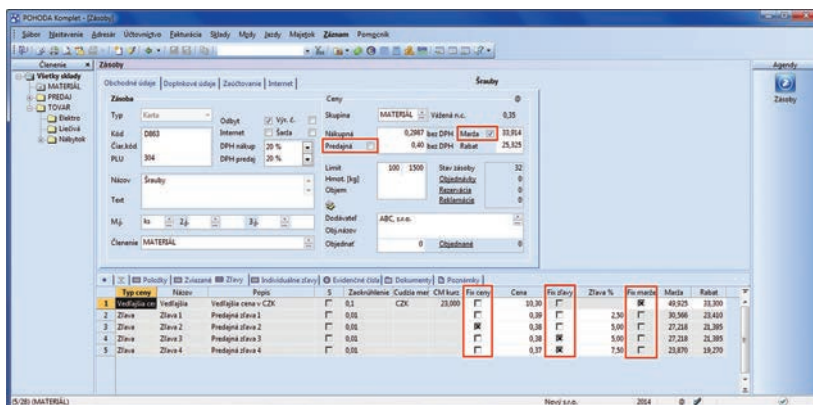 POHODA Komplet - [Zásoby]
Súbor Nastavenie Adresár Účtovníctvo Fakturácia Sklady Mzdy Jazdy Majetok Záznam Pomocník
Členenie Zásoby Agendy
Všetky sklady
MATERIÁL
PREDAJ
TOVAR
Elektro
Liečivá
Nábytok
Obchodné údaje Doplnkové údaje Zaúčtovanie Internet Šrauby
Zásoba Ceny
Typ Karta Odbyt Výr. č. Skupina MATERIÁL Vážená n.c. 0,35
Kód D863 Internet Šarža Nákupná 0,2987 bez DPH Marža 33,914
Čiar.kód DPH nákup 20 % Predajná 0,40 bez DPH Rabat 25,325
PLU 304 DPH predaj 20 %
Limit 100 1500 Stav zásoby 32
Názov Šrauby Hmot. [kg] Objednávky 0
Objem Rezervácia 0
Text Reklamácia 0
M.j. ks 2.j. 3.j. Dodávateľ ABC, s.r.o.
Obj.názov
Členenie MATERIÁL Objednať 0 Objednané 0
Položky Zviazané Zľavy Individuálne zľavy Evidenčné čísla Dokumenty Poznámky
Typ ceny Názov Popis S Zaokrúhlenie Cudzia mer CM kurz Fix ceny Cena Fix zľavy Zľava % Fix marže Marža Rabat
1 Vedľajšia ce Vedľajšia Vedľajšia cena v CZK 0,1 CZK 23,000 10,30 49,925 33,300
2 Zľava Zľava 1 Predajná zľava 1 0,01 0,39 2,50 30,566 23,410
3 Zľava Zľava 2 Predajná zľava 2 0,01 0,38 5,00 27,218 21,395
4 Zľava Zľava 3 Predajná zľava 3 0,01 0,38 5,00 27,218 21,395
5 Zľava Zľava 4 Predajná zľava 4 0,01 0,37 7,50 23,870 19,270
(5/28) (MATERIÁL) Nový s.r.o. 2014 @
Zásoby